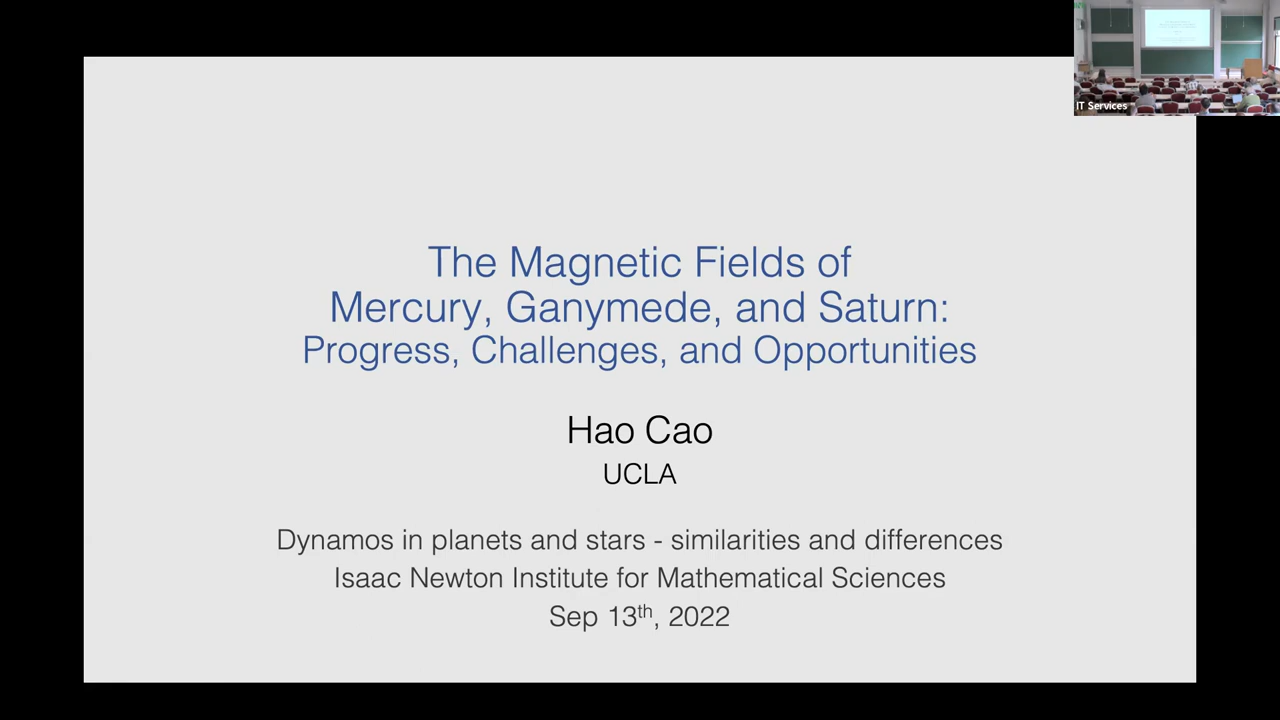 The Magnetic Fields of
Mercury, Ganymede, and Saturn:
Progress, Challenges, and Opportunities
Hao Cao
UCLA
Dynamos in planets and stars - similarities and differences
Isaac Newton Institute for Mathematical Sciences
Sep 13th, 2022
IT Services